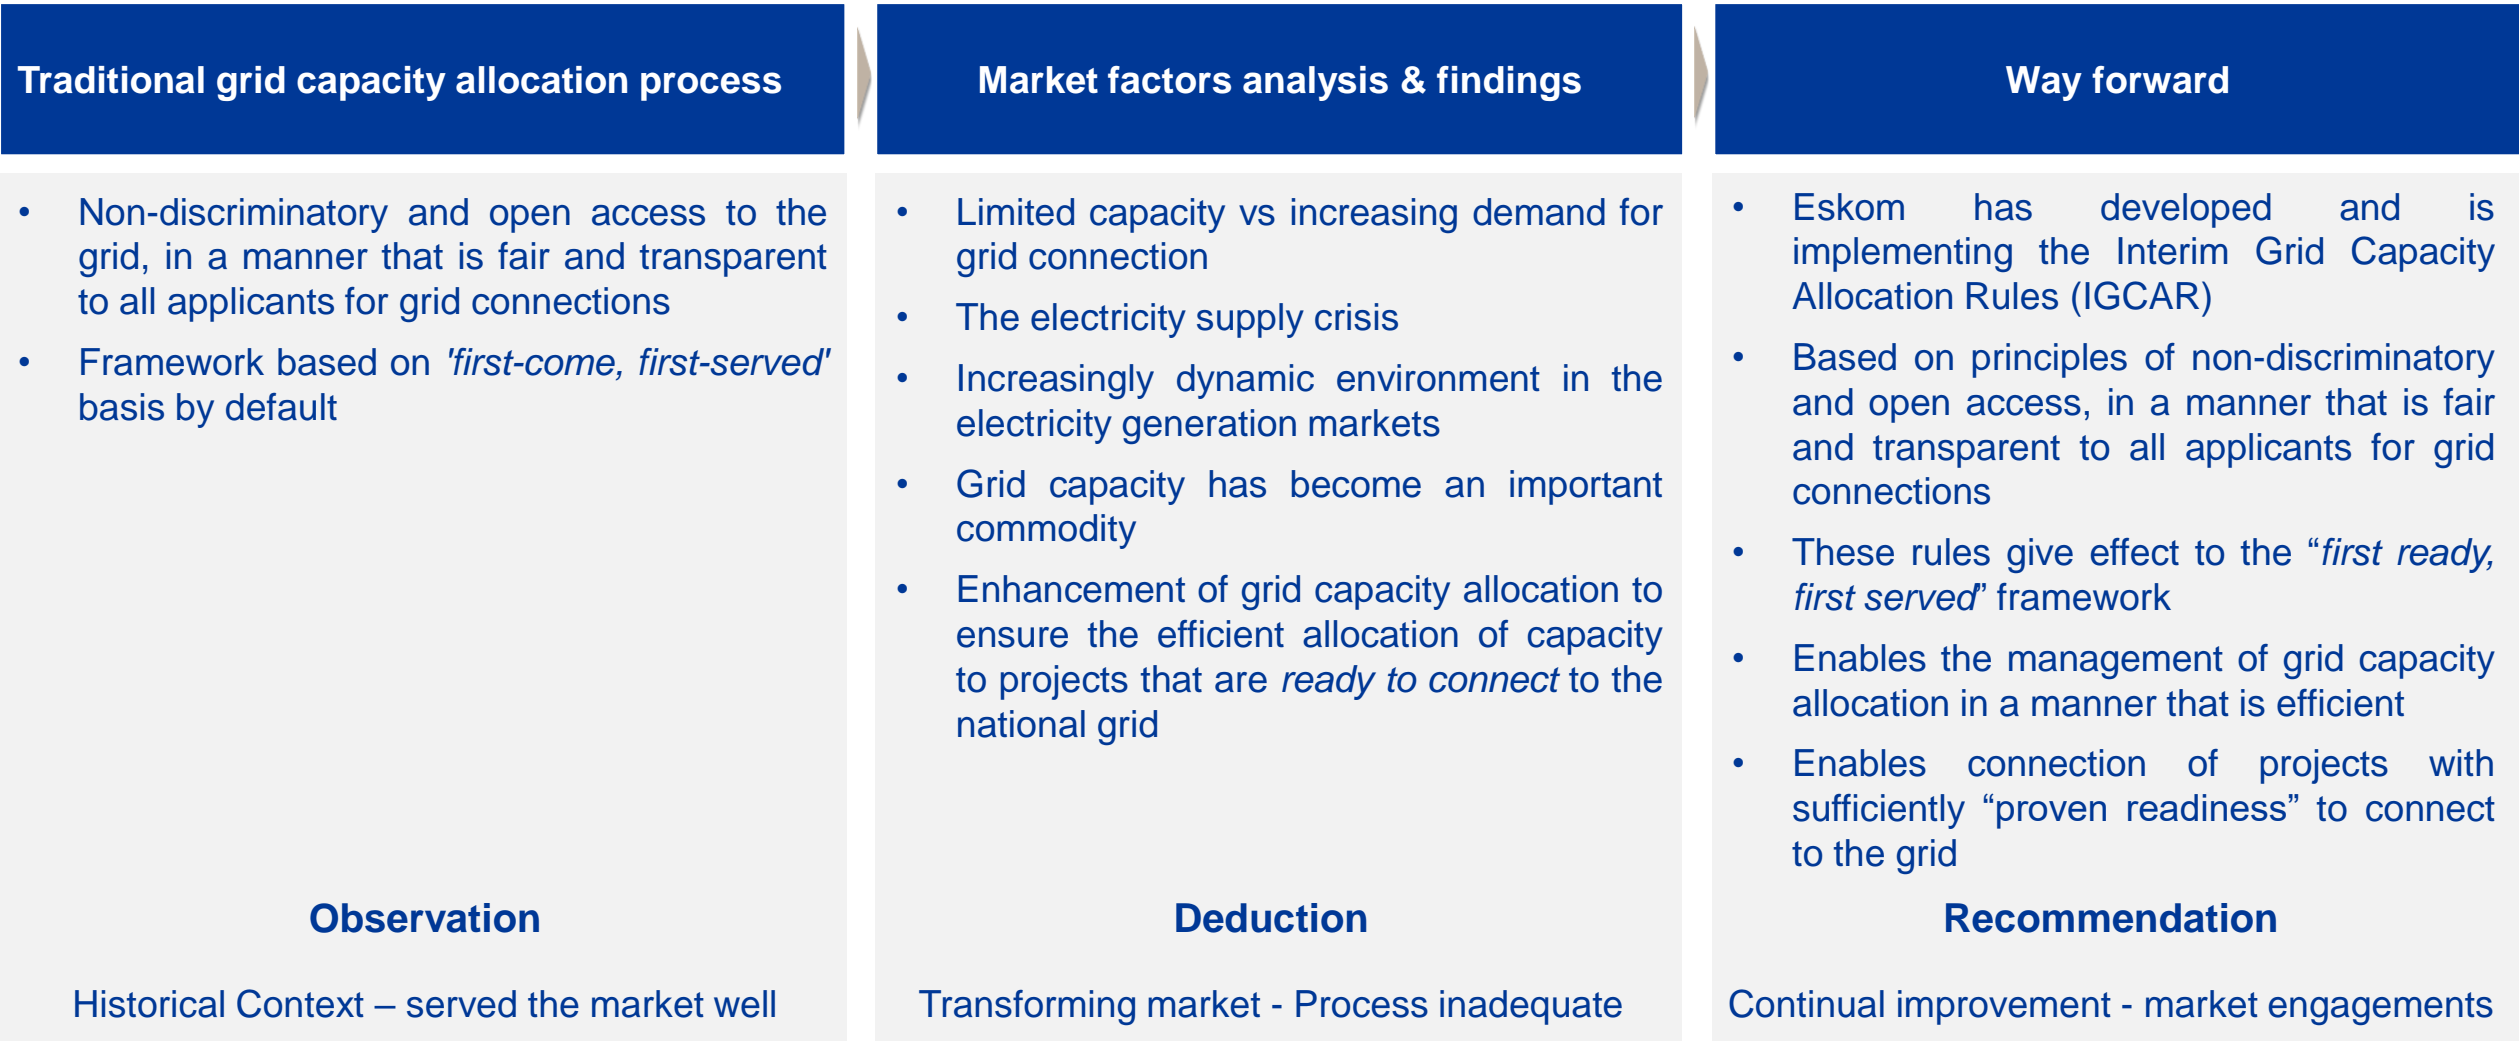 Traditional grid capacity allocation process
• Non-discriminatory and open access to the
grid, in a manner that is fair and transparent
to all applicants for grid connections
• Framework based on 'first-come, first-served'
basis by default
Observation
Historical Context – served the market well
Market factors analysis & findings
• Limited capacity vs increasing demand for
grid connection
• The electricity supply crisis
• Increasingly dynamic environment in the
electricity generation markets
• Grid capacity has become an important
commodity
• Enhancement of grid capacity allocation to
ensure the efficient allocation of capacity
to projects that are ready to connect to the
national grid
Deduction
Transforming market - Process inadequate
Way forward
• Eskom has developed and is
implementing the Interim Grid Capacity
Allocation Rules (IGCAR)
• Based on principles of non-discriminatory
and open access, in a manner that is fair
and transparent to all applicants for grid
connections
• These rules give effect to the “first ready,
first served” framework
• Enables the management of grid capacity
allocation in a manner that is efficient
• Enables connection of projects with
sufficiently “proven readiness” to connect
to the grid
Recommendation
Continual improvement - market engagements